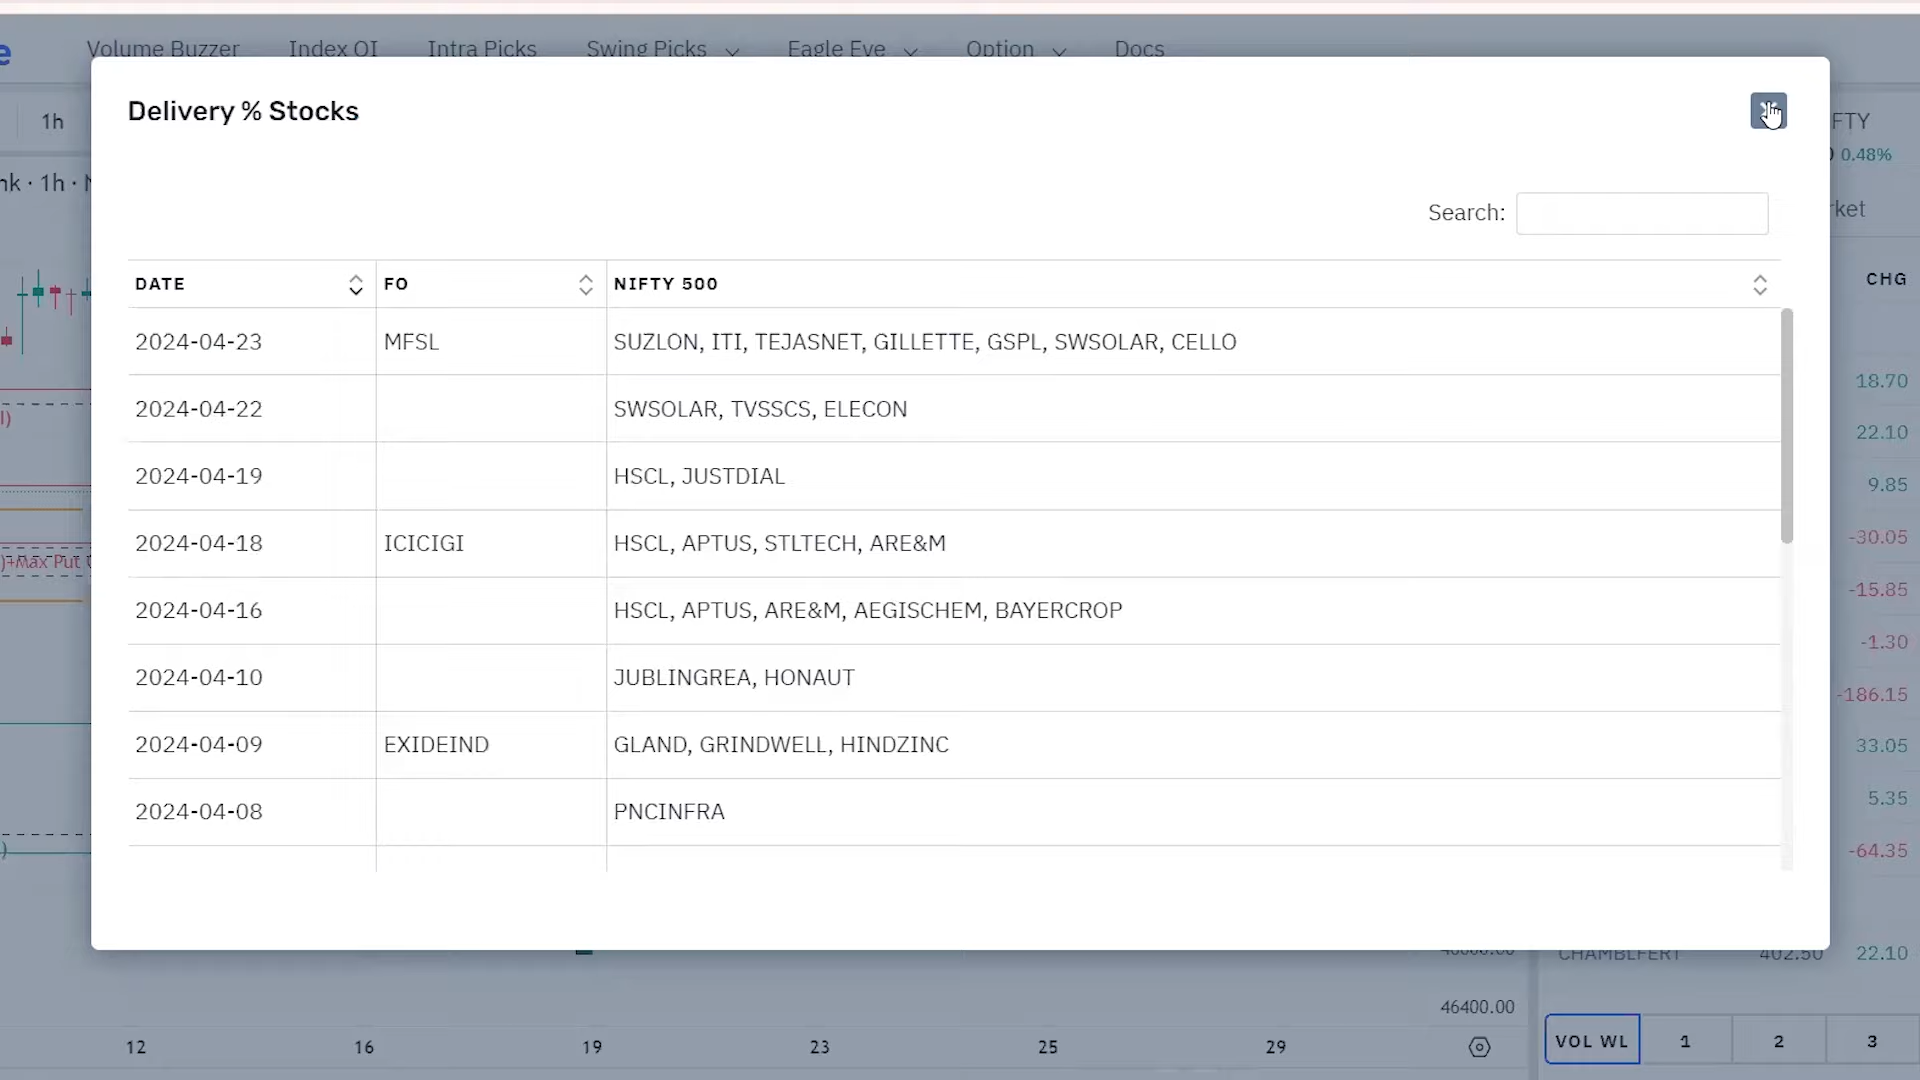 Volume Buzzer Index OI Intra Picks Swing Picks Eagle Eve Option Docs
Delivery % Stocks
1h
FTY
0.48%
nk · 1h ·
rket
Search:
DATE FO NIFTY 500
CHG
2024-04-23 MFSL SUZLON, ITI, TEJASNET, GILLETTE, GSPL, SWSOLAR, CELLO
18.70
2024-04-22 SWSOLAR, TVSSCS, ELECON
22.10
2024-04-19 HSCL, JUSTDIAL
9.85
2024-04-18 ICICIGI HSCL, APTUS, STLTECH, ARE&M
-30.05
)+Max Put
-15.85
2024-04-16 HSCL, APTUS, ARE&M, AEGISCHEM, BAYERCROP
-1.30
2024-04-10 JUBLINGREA, HONAUT
-186.15
2024-04-09 EXIDEIND GLAND, GRINDWELL, HINDZINC
33.05
2024-04-08 PNCINFRA
5.35
-64.35
CHAMBLFERT 402.50 22.10
46400.00
12 16 19 23 25 29
VOL WL 1 2 3